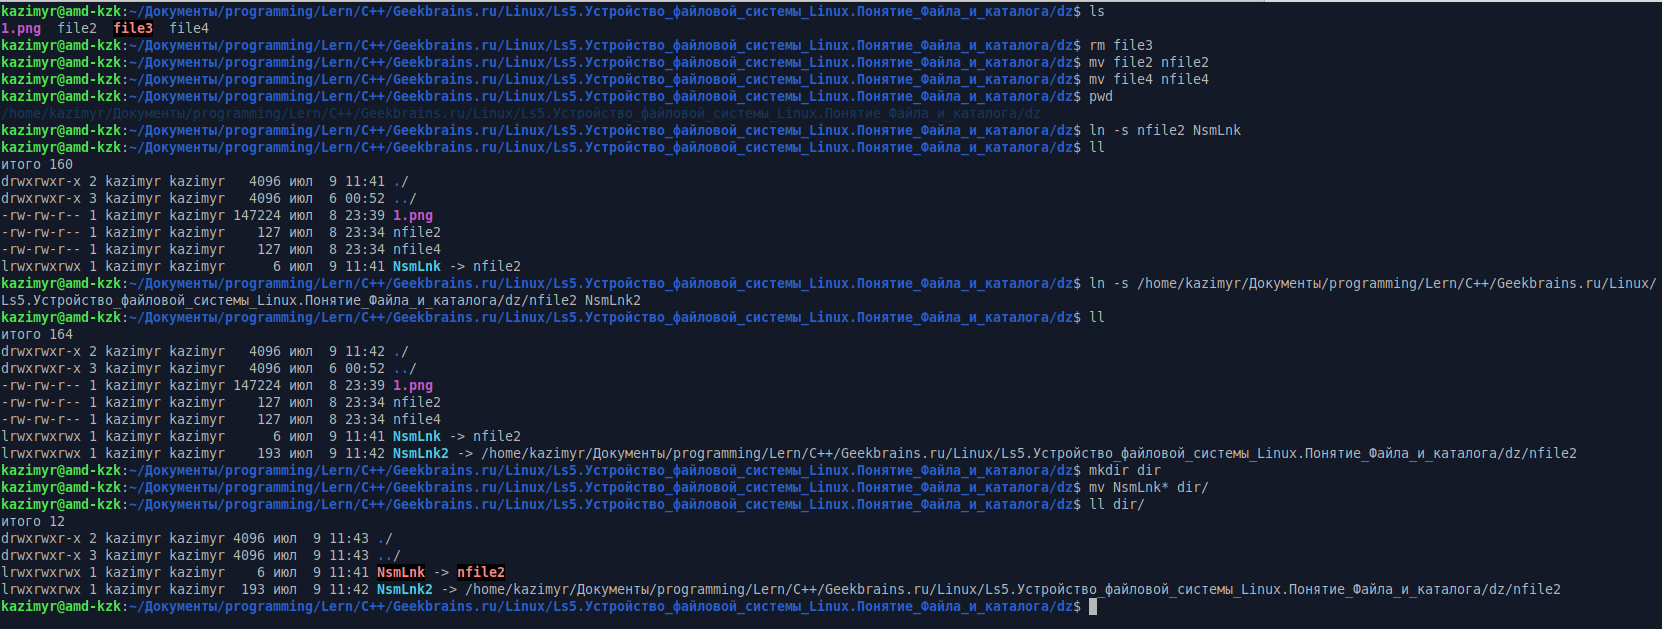 kazimyr@amd-kzk:~/Документы/programming/Lern/C++/Geekbrains.ru/Linux/Ls5.Устройство_файловой_системы_Linux.Понятие_Файла_и_каталога/dz$ ls
1.png  file2  file3  file4
kazimyr@amd-kzk:~/Документы/programming/Lern/C++/Geekbrains.ru/Linux/Ls5.Устройство_файловой_системы_Linux.Понятие_Файла_и_каталога/dz$ rm file3
kazimyr@amd-kzk:~/Документы/programming/Lern/C++/Geekbrains.ru/Linux/Ls5.Устройство_файловой_системы_Linux.Понятие_Файла_и_каталога/dz$ mv file2 nfile2
kazimyr@amd-kzk:~/Документы/programming/Lern/C++/Geekbrains.ru/Linux/Ls5.Устройство_файловой_системы_Linux.Понятие_Файла_и_каталога/dz$ mv file4 nfile4
kazimyr@amd-kzk:~/Документы/programming/Lern/C++/Geekbrains.ru/Linux/Ls5.Устройство_файловой_системы_Linux.Понятие_Файла_и_каталога/dz$ pwd
/home/kazimyr/Документы/programming/Lern/C++/Geekbrains.ru/Linux/Ls5.Устройство_файловой_системы_Linux.Понятие_Файла_и_каталога/dz
kazimyr@amd-kzk:~/Документы/programming/Lern/C++/Geekbrains.ru/Linux/Ls5.Устройство_файловой_системы_Linux.Понятие_Файла_и_каталога/dz$ ln -s nfile2 NsmLnk
kazimyr@amd-kzk:~/Документы/programming/Lern/C++/Geekbrains.ru/Linux/Ls5.Устройство_файловой_системы_Linux.Понятие_Файла_и_каталога/dz$ ll
итого 160
drwxrwxr-x 2 kazimyr kazimyr   4096 июл  9 11:41 ./
drwxrwxr-x 3 kazimyr kazimyr   4096 июл  6 00:52 ../
-rw-rw-r-- 1 kazimyr kazimyr 147224 июл  8 23:39 1.png
-rw-rw-r-- 1 kazimyr kazimyr    127 июл  8 23:34 nfile2
-rw-rw-r-- 1 kazimyr kazimyr    127 июл  8 23:34 nfile4
lrwxrwxrwx 1 kazimyr kazimyr      6 июл  9 11:41 NsmLnk -> nfile2
kazimyr@amd-kzk:~/Документы/programming/Lern/C++/Geekbrains.ru/Linux/Ls5.Устройство_файловой_системы_Linux.Понятие_Файла_и_каталога/dz$ ln -s /home/kazimyr/Документы/programming/Lern/C++/Geekbrains.ru/Linux/
Ls5.Устройство_файловой_системы_Linux.Понятие_Файла_и_каталога/dz/nfile2 NsmLnk2
kazimyr@amd-kzk:~/Документы/programming/Lern/C++/Geekbrains.ru/Linux/Ls5.Устройство_файловой_системы_Linux.Понятие_Файла_и_каталога/dz$ ll
итого 164
drwxrwxr-x 2 kazimyr kazimyr   4096 июл  9 11:42 ./
drwxrwxr-x 3 kazimyr kazimyr   4096 июл  6 00:52 ../
-rw-rw-r-- 1 kazimyr kazimyr 147224 июл  8 23:39 1.png
-rw-rw-r-- 1 kazimyr kazimyr    127 июл  8 23:34 nfile2
-rw-rw-r-- 1 kazimyr kazimyr    127 июл  8 23:34 nfile4
lrwxrwxrwx 1 kazimyr kazimyr      6 июл  9 11:41 NsmLnk -> nfile2
lrwxrwxrwx 1 kazimyr kazimyr    193 июл  9 11:42 NsmLnk2 -> /home/kazimyr/Документы/programming/Lern/C++/Geekbrains.ru/Linux/Ls5.Устройство_файловой_системы_Linux.Понятие_Файла_и_каталога/dz/nfile2
kazimyr@amd-kzk:~/Документы/programming/Lern/C++/Geekbrains.ru/Linux/Ls5.Устройство_файловой_системы_Linux.Понятие_Файла_и_каталога/dz$ mkdir dir
kazimyr@amd-kzk:~/Документы/programming/Lern/C++/Geekbrains.ru/Linux/Ls5.Устройство_файловой_системы_Linux.Понятие_Файла_и_каталога/dz$ mv NsmLnk* dir/
kazimyr@amd-kzk:~/Документы/programming/Lern/C++/Geekbrains.ru/Linux/Ls5.Устройство_файловой_системы_Linux.Понятие_Файла_и_каталога/dz$ ll dir/
итого 12
drwxrwxr-x 2 kazimyr kazimyr 4096 июл  9 11:43 ./
drwxrwxr-x 3 kazimyr kazimyr 4096 июл  9 11:43 ../
lrwxrwxrwx 1 kazimyr kazimyr    6 июл  9 11:41 NsmLnk -> nfile2
lrwxrwxrwx 1 kazimyr kazimyr  193 июл  9 11:42 NsmLnk2 -> /home/kazimyr/Документы/programming/Lern/C++/Geekbrains.ru/Linux/Ls5.Устройство_файловой_системы_Linux.Понятие_Файла_и_каталога/dz/nfile2
kazimyr@amd-kzk:~/Документы/programming/Lern/C++/Geekbrains.ru/Linux/Ls5.Устройство_файловой_системы_Linux.Понятие_Файла_и_каталога/dz$